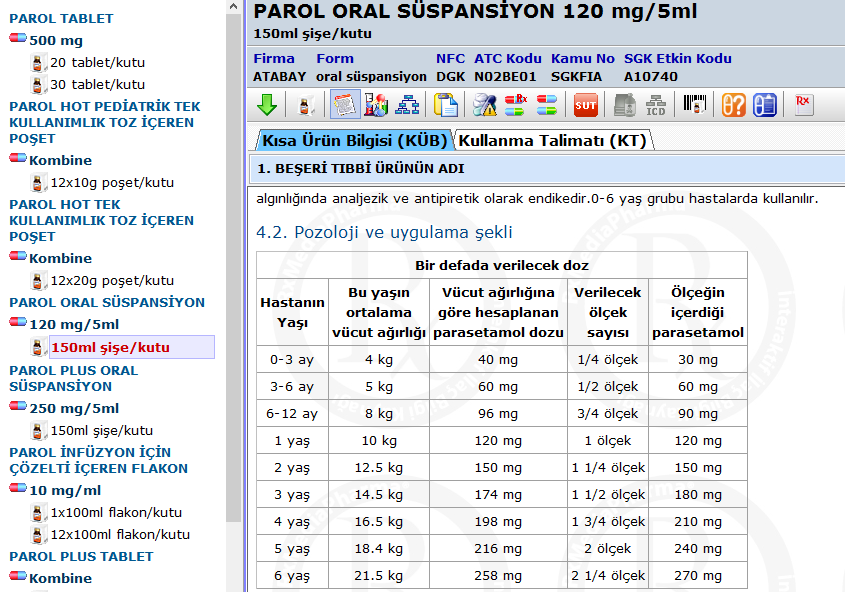 PAROL TABLET
500 mg
20 tablet/kutu
30 tablet/kutu
PAROL HOT PEDİATRİK TEK
KULLANIMLIK TOZ İÇEREN
POŞET
Kombine
12x10g poşet/kutu
PAROL HOT TEK
KULLANIMLIK TOZ İÇEREN
POŞET
Kombine
12x20g poşet/kutu
PAROL ORAL SÜSPANSİYON
120 mg/5ml
150ml şişe/kutu
PAROL PLUS ORAL
SÜSPANSİYON
250 mg/5ml
150ml şişe/kutu
PAROL İNFÜZYON İÇİN
ÇÖZELTİ İÇEREN FLAKON
10 mg/ml
1x100ml flakon/kutu
12x100ml flakon/kutu
PAROL PLUS TABLET
Kombine
PAROL ORAL SÜSPANSİYON 120 mg/5ml
150ml şişe/kutu
Firma Form NFC ATC Kodu Kamu No SGK Etkin Kodu
ATABAY oral süspansiyon DGK N02BE01 SGKFIA A10740
Rx SUT ICD Rx
Kısa Ürün Bilgisi (KÜB) Kullanma Talimatı (KT)
1. BEŞERİ TIBBİ ÜRÜNÜN ADI
algınlığında analjezik ve antipiretik olarak endikedir.0-6 yaş grubu hastalarda kullanılır.
4.2. Pozoloji ve uygulama şekli
Bir defada verilecek doz
Hastanın Yaşı Bu yaşın ortalama vücut ağırlığı Vücut ağırlığına göre hesaplanan parasetamol dozu Verilecek ölçek sayısı Ölçeğin içerdiği parasetamol
0-3 ay 4 kg 40 mg 1/4 ölçek 30 mg
3-6 ay 5 kg 60 mg 1/2 ölçek 60 mg
6-12 ay 8 kg 96 mg 3/4 ölçek 90 mg
1 yaş 10 kg 120 mg 1 ölçek 120 mg
2 yaş 12.5 kg 150 mg 1 1/4 ölçek 150 mg
3 yaş 14.5 kg 174 mg 1 1/2 ölçek 180 mg
4 yaş 16.5 kg 198 mg 1 3/4 ölçek 210 mg
5 yaş 18.4 kg 216 mg 2 ölçek 240 mg
6 yaş 21.5 kg 258 mg 2 1/4 ölçek 270 mg